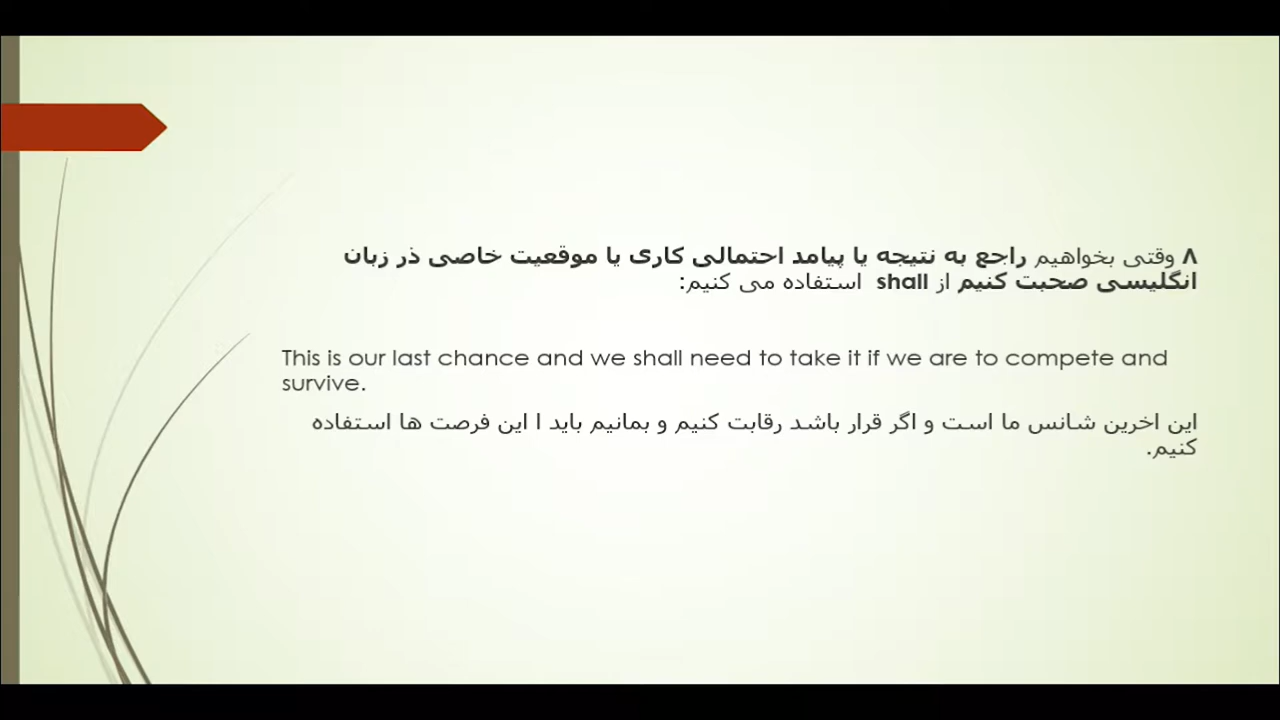 ۸ وقتی بخواهیم راجع به نتیجه یا پیامد احتمالی کاری یا موقعیت خاصی ذر زبان
انگلیسی صحبت کنیم از shall استفاده می کنیم:
This is our last chance and we shall need to take it if we are to compete and
survive.
این اخرین شانس ما است و اگر قرار باشد رقابت کنیم و بمانیم باید ا این فرصت ها استفاده
کنیم.